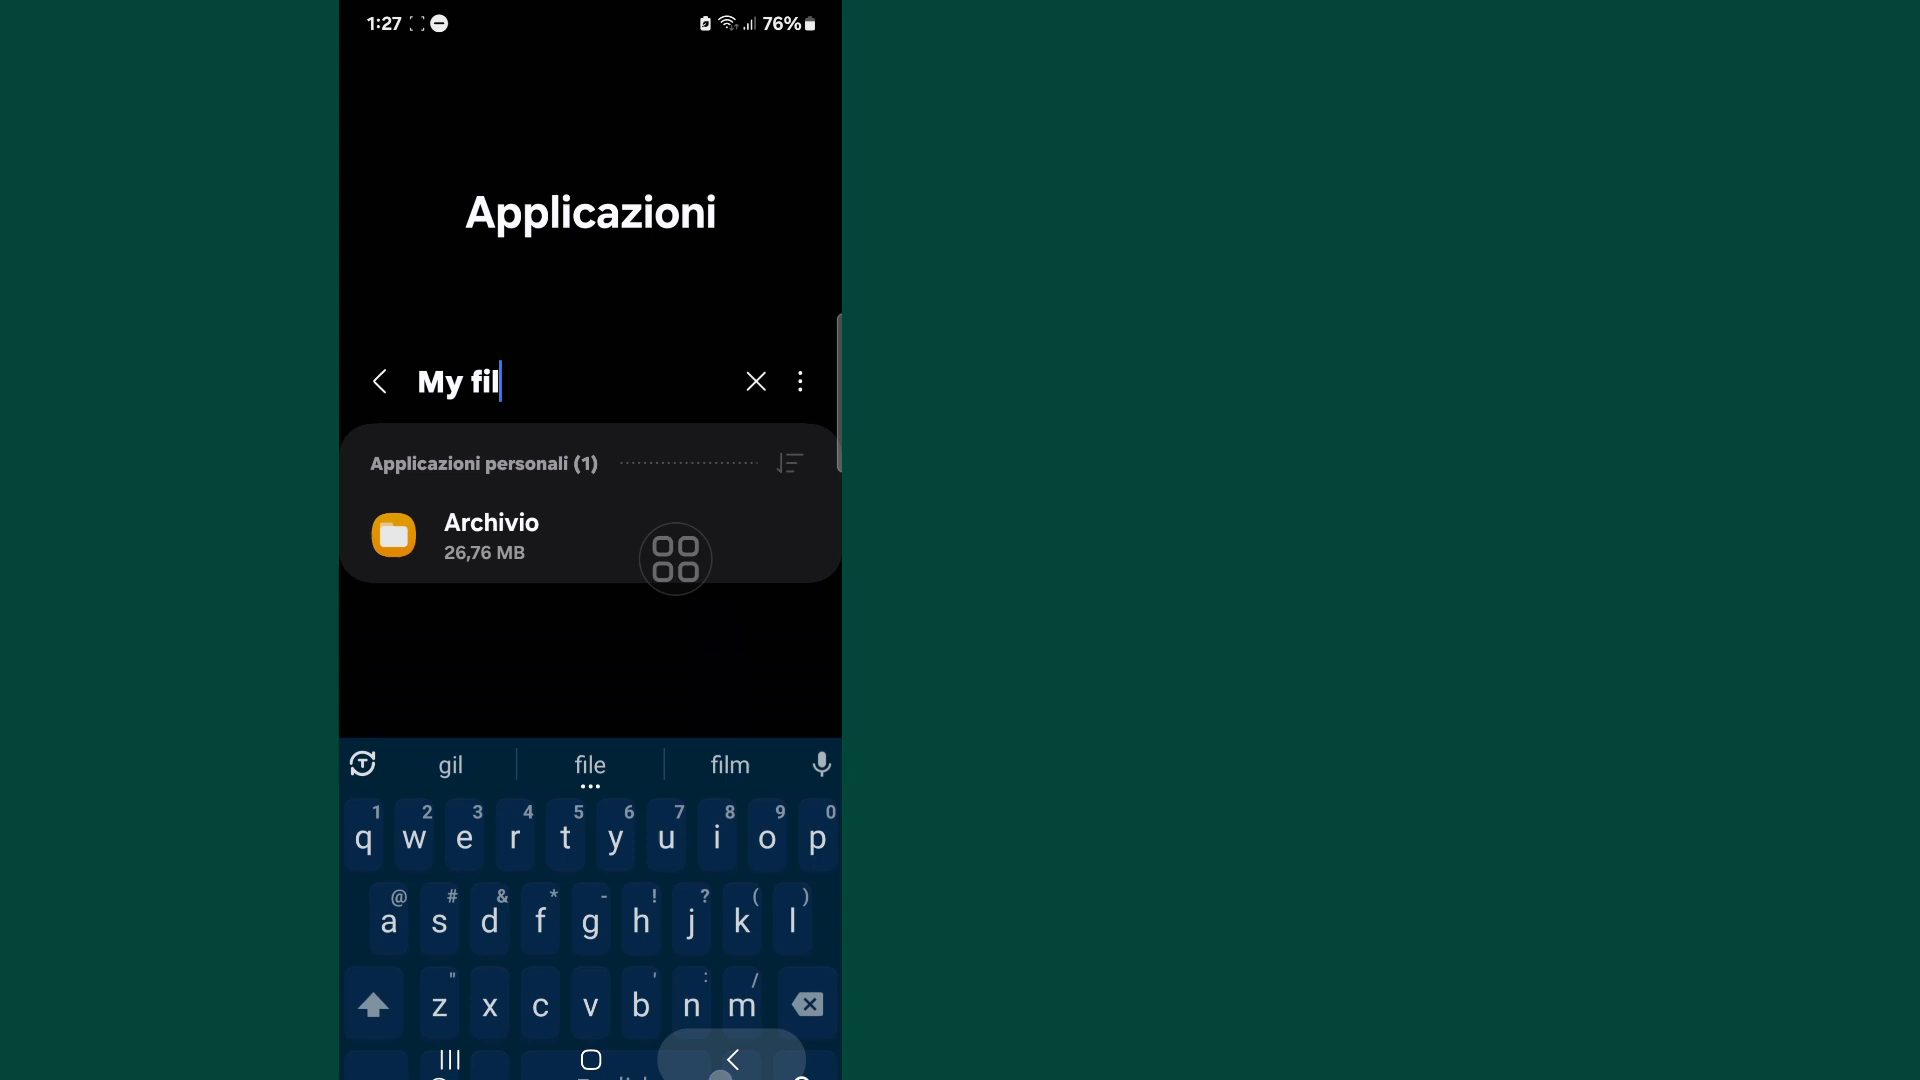 1:27 76%
Applicazioni
My fil
Applicazioni personali (1)
Archivio
26,76 MB
gil file film
1 2 3 4 5 6 7 8 9 0
q w e r t y u i o p
@ # & * - ! ? ( )
a s d f g h j k l
" ' : /
z x c v b n m